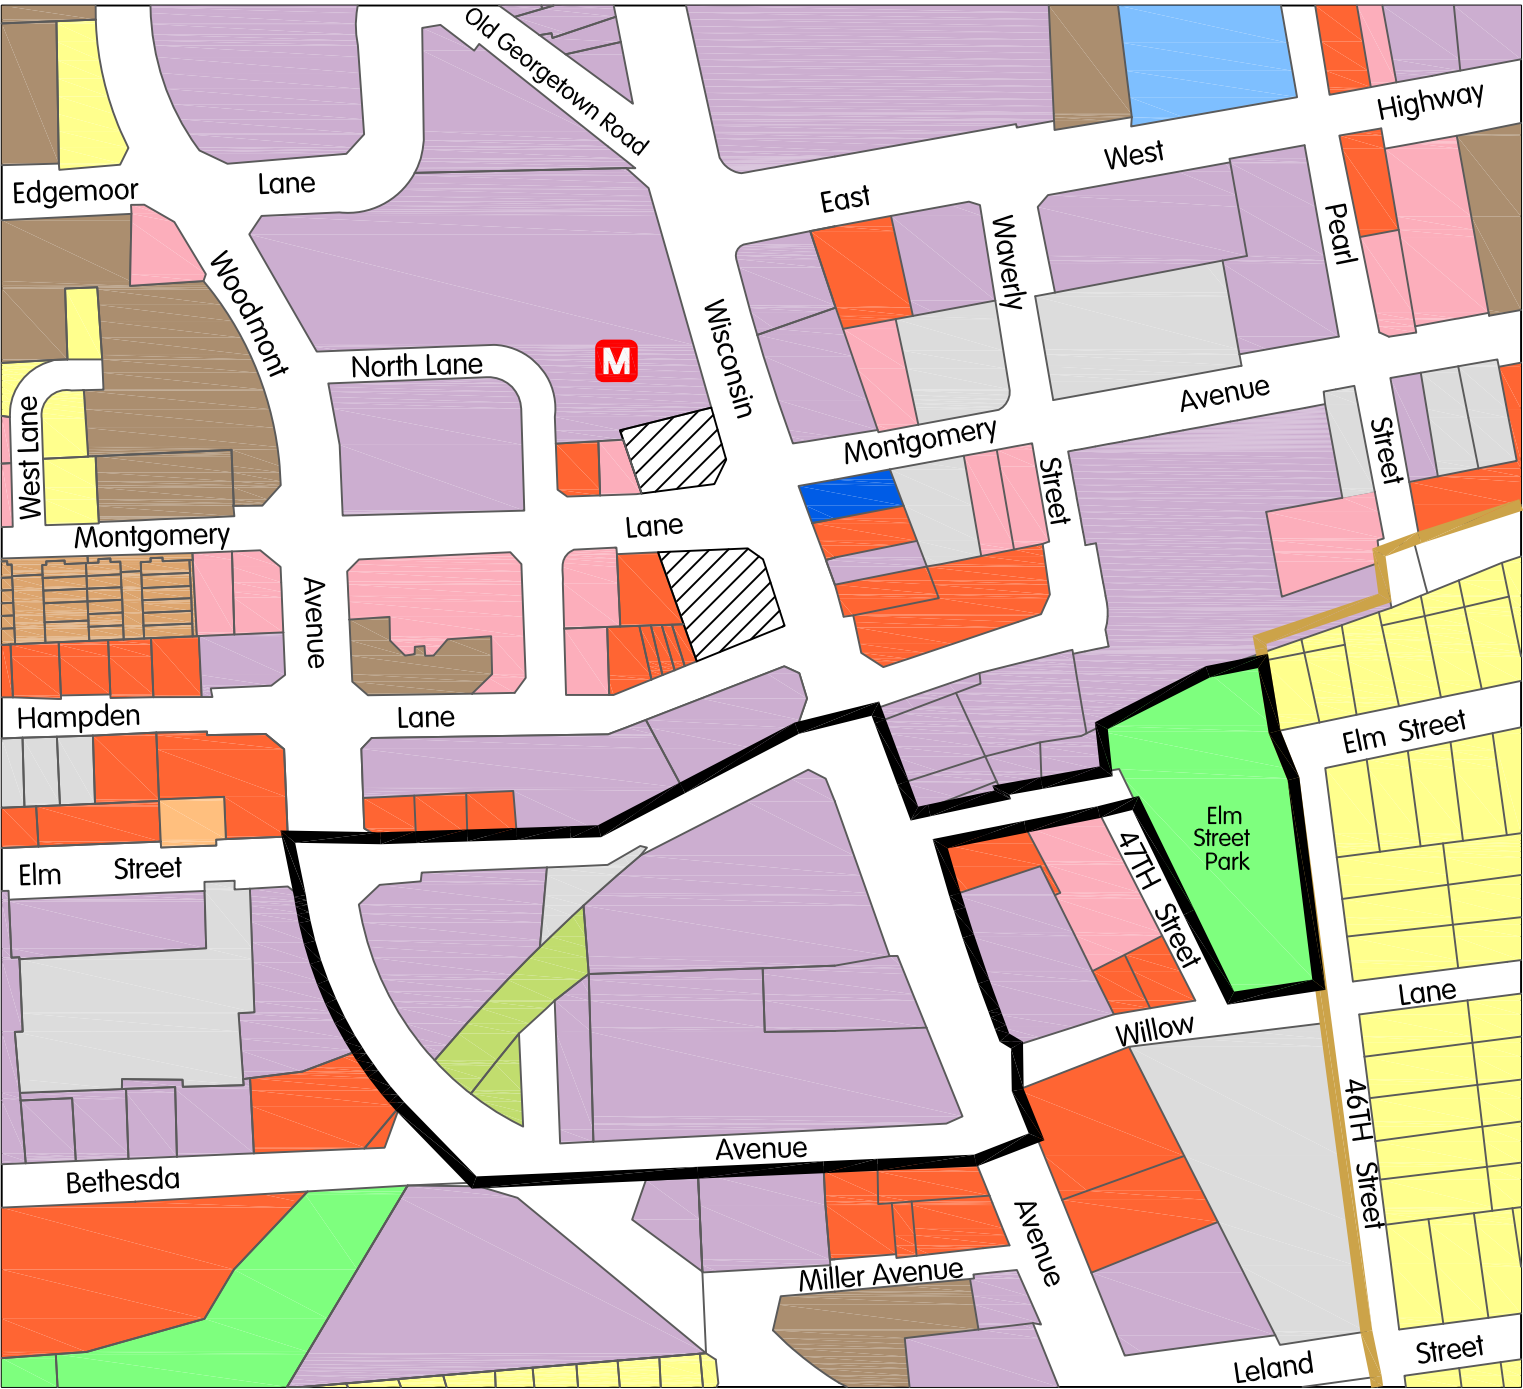 Old Georgetown Road
Highway
West
Edgemoor
Lane
East
Waverly
Pearl
Woodmont
Wisconsin
M
North Lane
Avenue
West Lane
Montgomery
Street
Street
Montgomery
Lane
Avenue
Hampden
Lane
Elm Street
Elm
Street
Park
47TH Street
Elm Street
Lane
Willow
46TH Street
Avenue
Bethesda
Avenue
Miller Avenue
Leland
Street